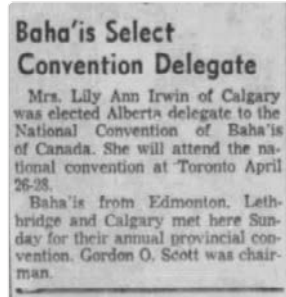 Baha'is Select
Convention Delegate
Mrs. Lily Ann Irwin of Calgary
was elected Alberta delegate to the
National Convention of Baha'is
of Canada. She will attend the na-
tional convention at Toronto April
26-28.
Baha'is from Edmonton, Leth-
bridge and Calgary met here Sun-
day for their annual provincial con-
vention. Gordon O. Scott was chair-
man.